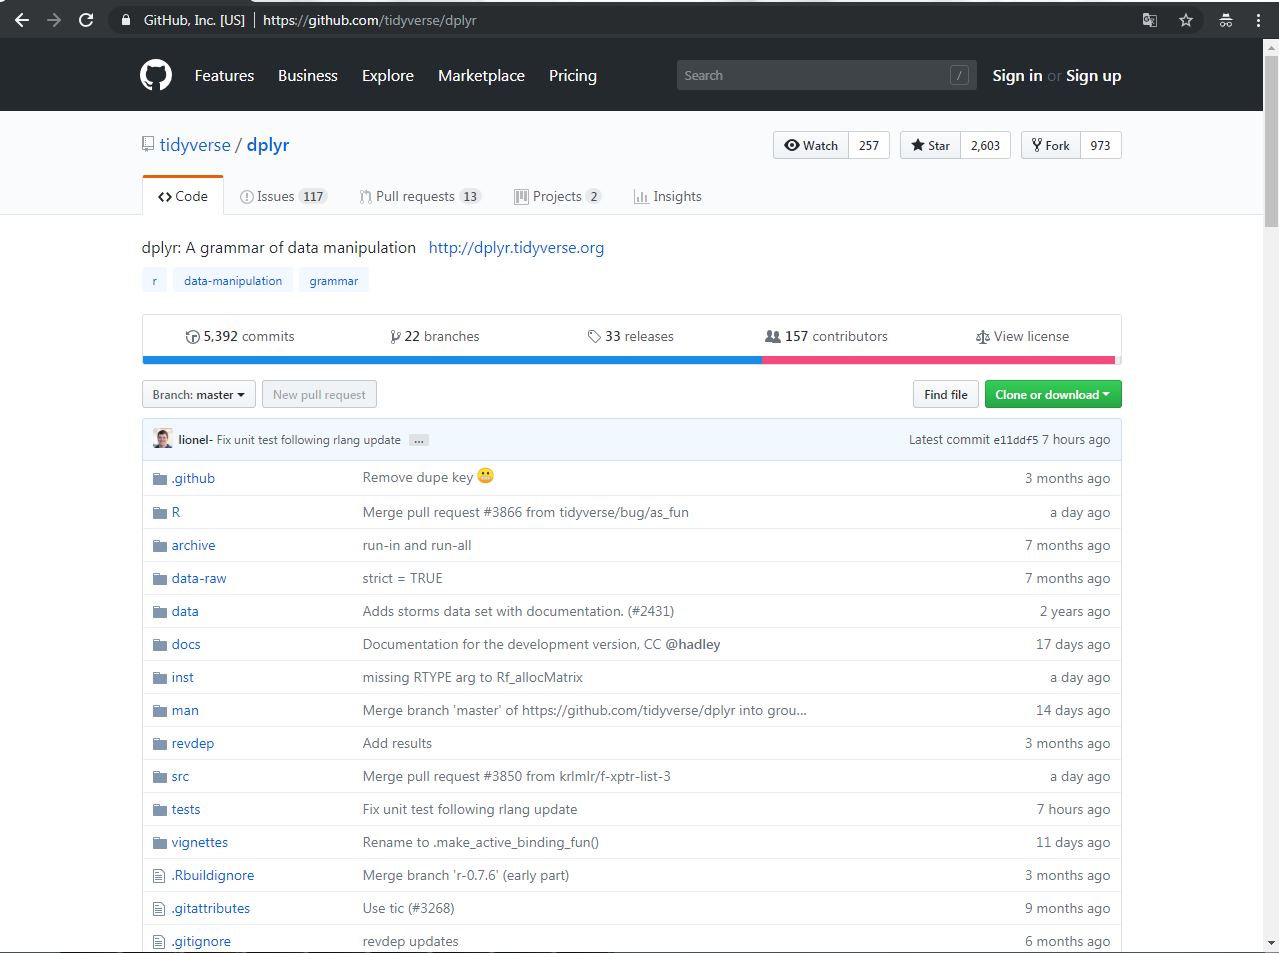 GitHub, Inc. [US] | https://github.com/tidyverse/dplyr
Features Business Explore Marketplace Pricing Search / Sign in or Sign up
tidyverse / dplyr Watch 257 Star 2,603 Fork 973
Code Issues 117 Pull requests 13 Projects 2 Insights
dplyr: A grammar of data manipulation http://dplyr.tidyverse.org
r data-manipulation grammar
5,392 commits 22 branches 33 releases 157 contributors View license
Branch: master New pull request Find file Clone or download
lionel- Fix unit test following rlang update ... Latest commit e11ddf5 7 hours ago
.github Remove dupe key 😬 3 months ago
R Merge pull request #3866 from tidyverse/bug/as_fun a day ago
archive run-in and run-all 7 months ago
data-raw strict = TRUE 7 months ago
data Adds storms data set with documentation. (#2431) 2 years ago
docs Documentation for the development version, CC @hadley 17 days ago
inst missing RTYPE arg to Rf_allocMatrix a day ago
man Merge branch 'master' of https://github.com/tidyverse/dplyr into grou... 14 days ago
revdep Add results 3 months ago
src Merge pull request #3850 from krlmlr/f-xptr-list-3 a day ago
tests Fix unit test following rlang update 7 hours ago
vignettes Rename to .make_active_binding_fun() 11 days ago
.Rbuildignore Merge branch 'r-0.7.6' (early part) 3 months ago
.gitattributes Use tic (#3268) 9 months ago
.gitignore revdep updates 6 months ago